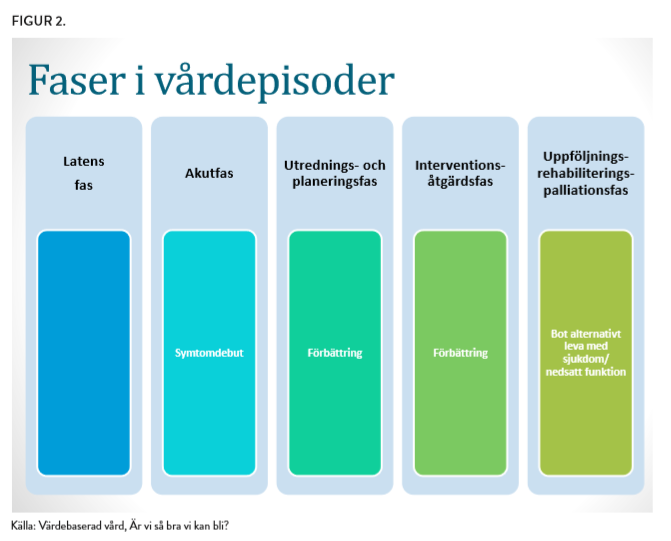 FIGUR 2.
Faser i vårdepisoder
Latens
fas
Akutfas
Utrednings- och
planeringsfas
Interventions-
åtgärdsfas
Uppföljnings-
rehabiliterings-
palliationsfas
Symtomdebut
Förbättring
Förbättring
Bot alternativt
leva med
sjukdom/
nedsatt funktion
Källa: Värdebaserad vård, Är vi så bra vi kan bli?